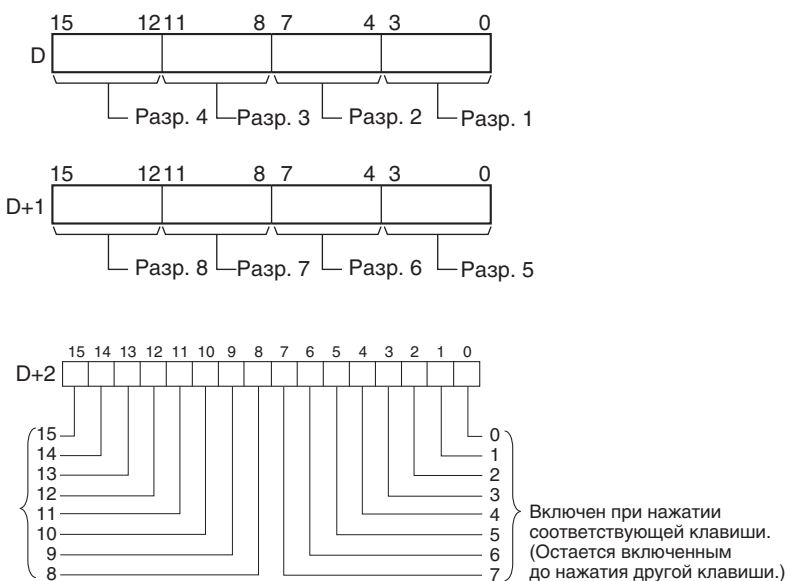 15 12 11 8 7 4 3 0
D
Разр. 4 Разр. 3 Разр. 2 Разр. 1
15 12 11 8 7 4 3 0
D+1
Разр. 8 Разр. 7 Разр. 6 Разр. 5
15 14 13 12 11 10 9 8 7 6 5 4 3 2 1 0
D+2
15 0
14 1
13 2
12 3
11 4
10 5
9 6
8 7
Включен при нажатии
соответствующей клавиши.
(Остается включенным
до нажатия другой клавиши.)